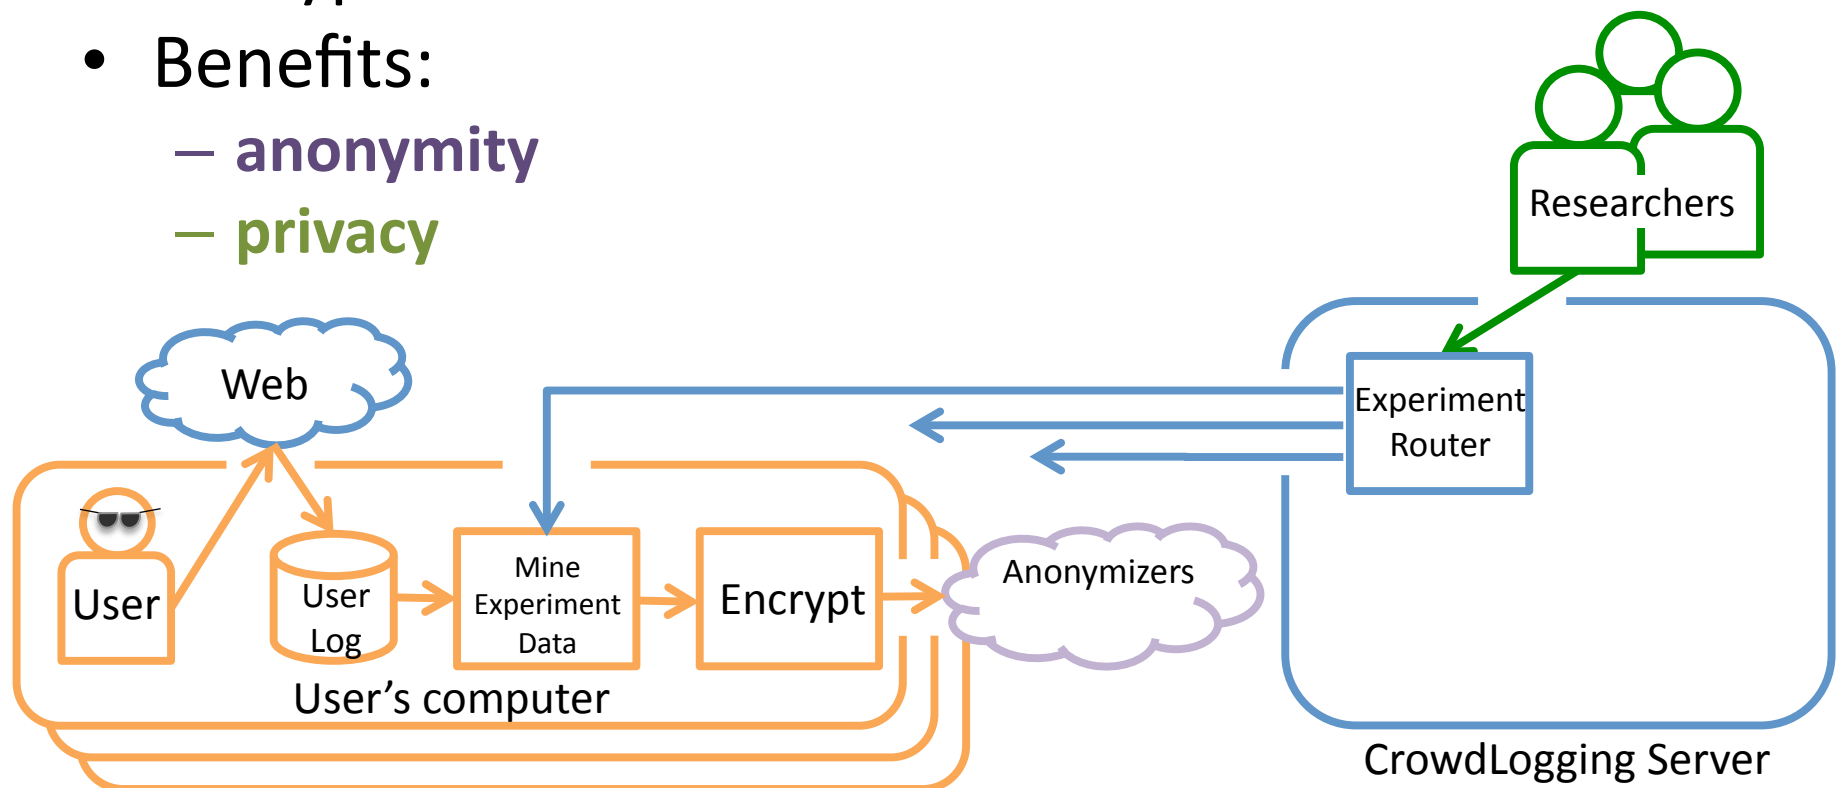 • Benefits:
– anonymity
– privacy
Researchers
Web
Experiment
Router
User
User
Log
Mine
Experiment
Data
Encrypt
Anonymizers
User’s computer
CrowdLogging Server